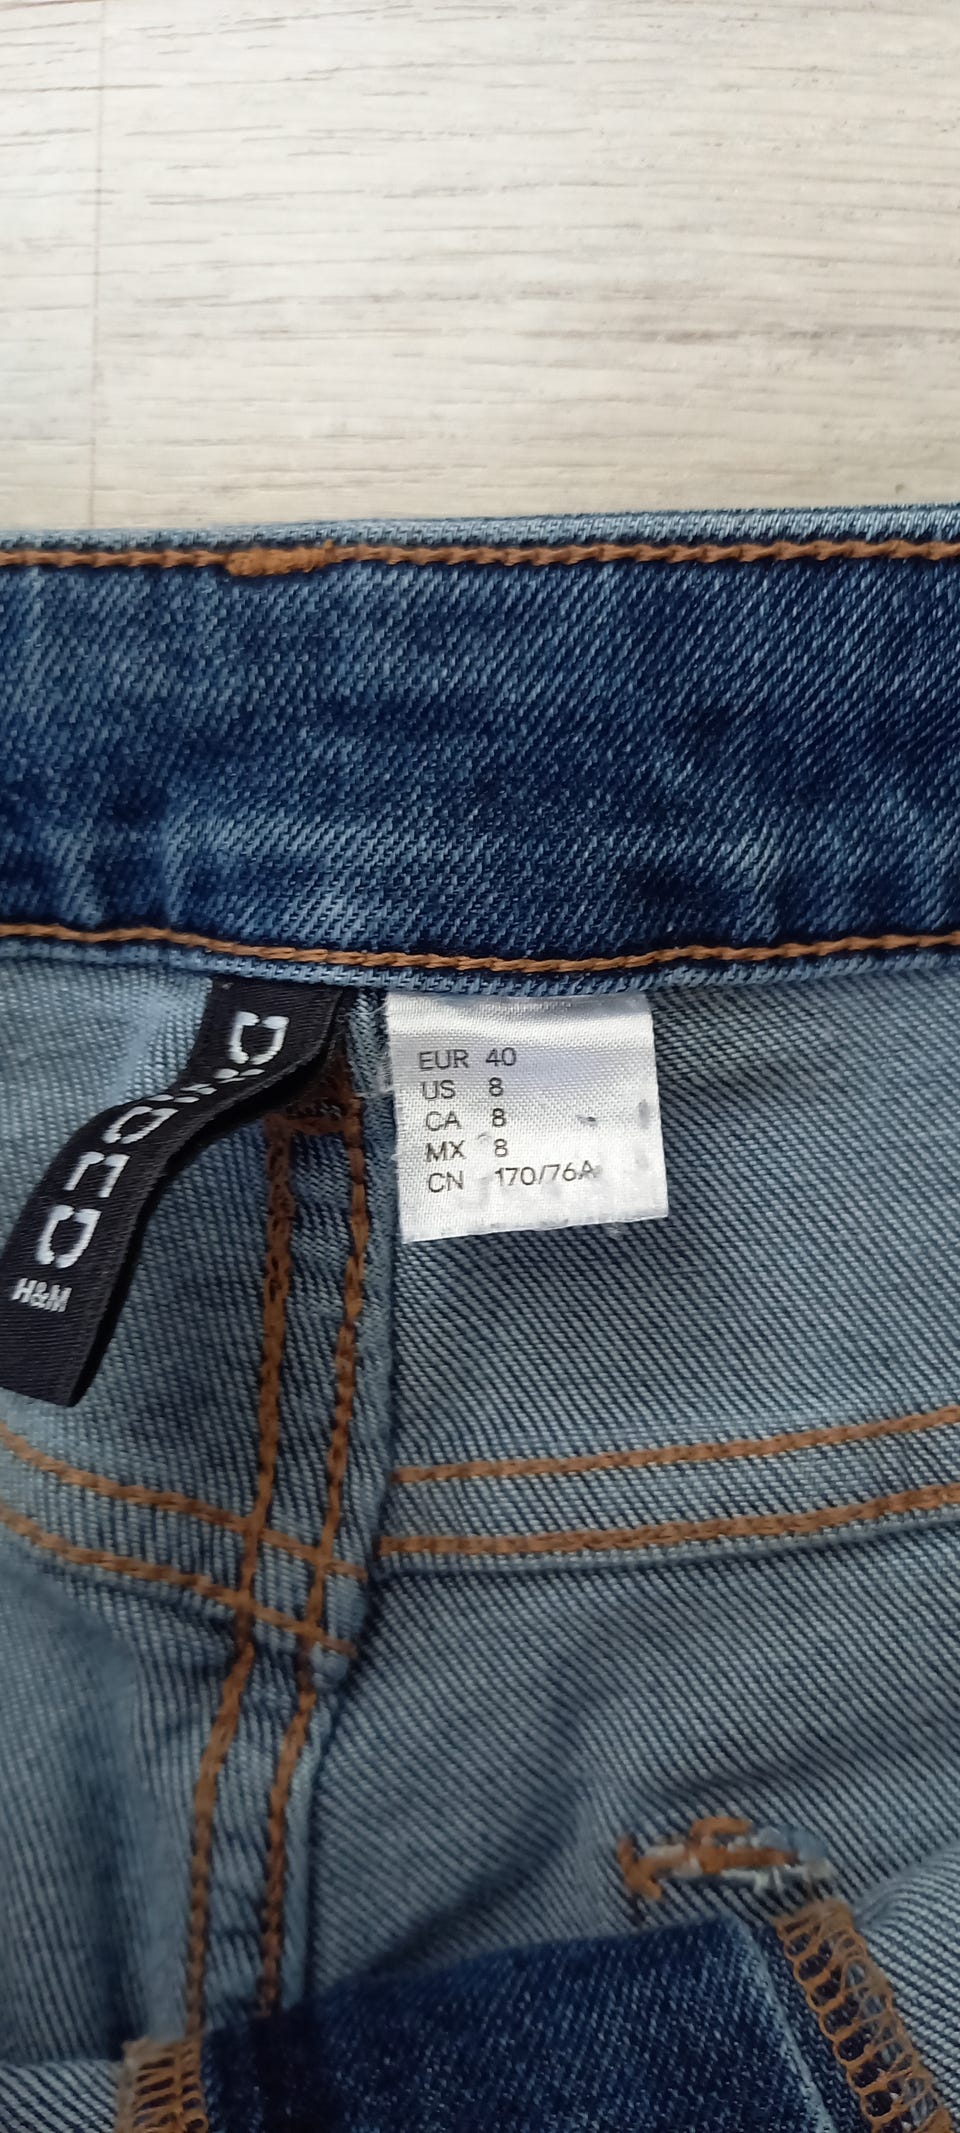 DIVIDED
H&M
EUR 40
US 8
CA 8
MX 8
CN 170/76A